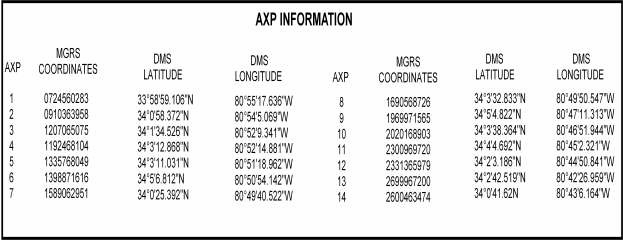 AXP INFORMATION
AXP MGRS COORDINATES DMS LATITUDE DMS LONGITUDE AXP MGRS COORDINATES DMS LATITUDE DMS LONGITUDE
1 0724560283 33°58'59.106"N 80°55'17.636"W 8 1690568726 34°3'32.833"N 80°49'50.547"W
2 0910363958 34°0'58.372"N 80°54'5.069"W 9 1969971565 34°5'4.822"N 80°47'11.313"W
3 1207065075 34°1'34.526"N 80°52'9.341"W 10 2020168903 34°3'38.364"N 80°46'51.944"W
4 1192468104 34°3'12.868"N 80°52'14.881"W 11 2300969720 34°4'4.692"N 80°45'2.321"W
5 1335768049 34°3'11.031"N 80°51'18.962"W 12 2331365979 34°2'3.186"N 80°44'50.841"W
6 1398871616 34°5'6.812"N 80°50'54.142"W 13 2699967200 34°2'42.519"N 80°42'26.959"W
7 1589062951 34°0'25.392"N 80°49'40.522"W 14 2600463474 34°0'41.62N 80°43'6.164"W